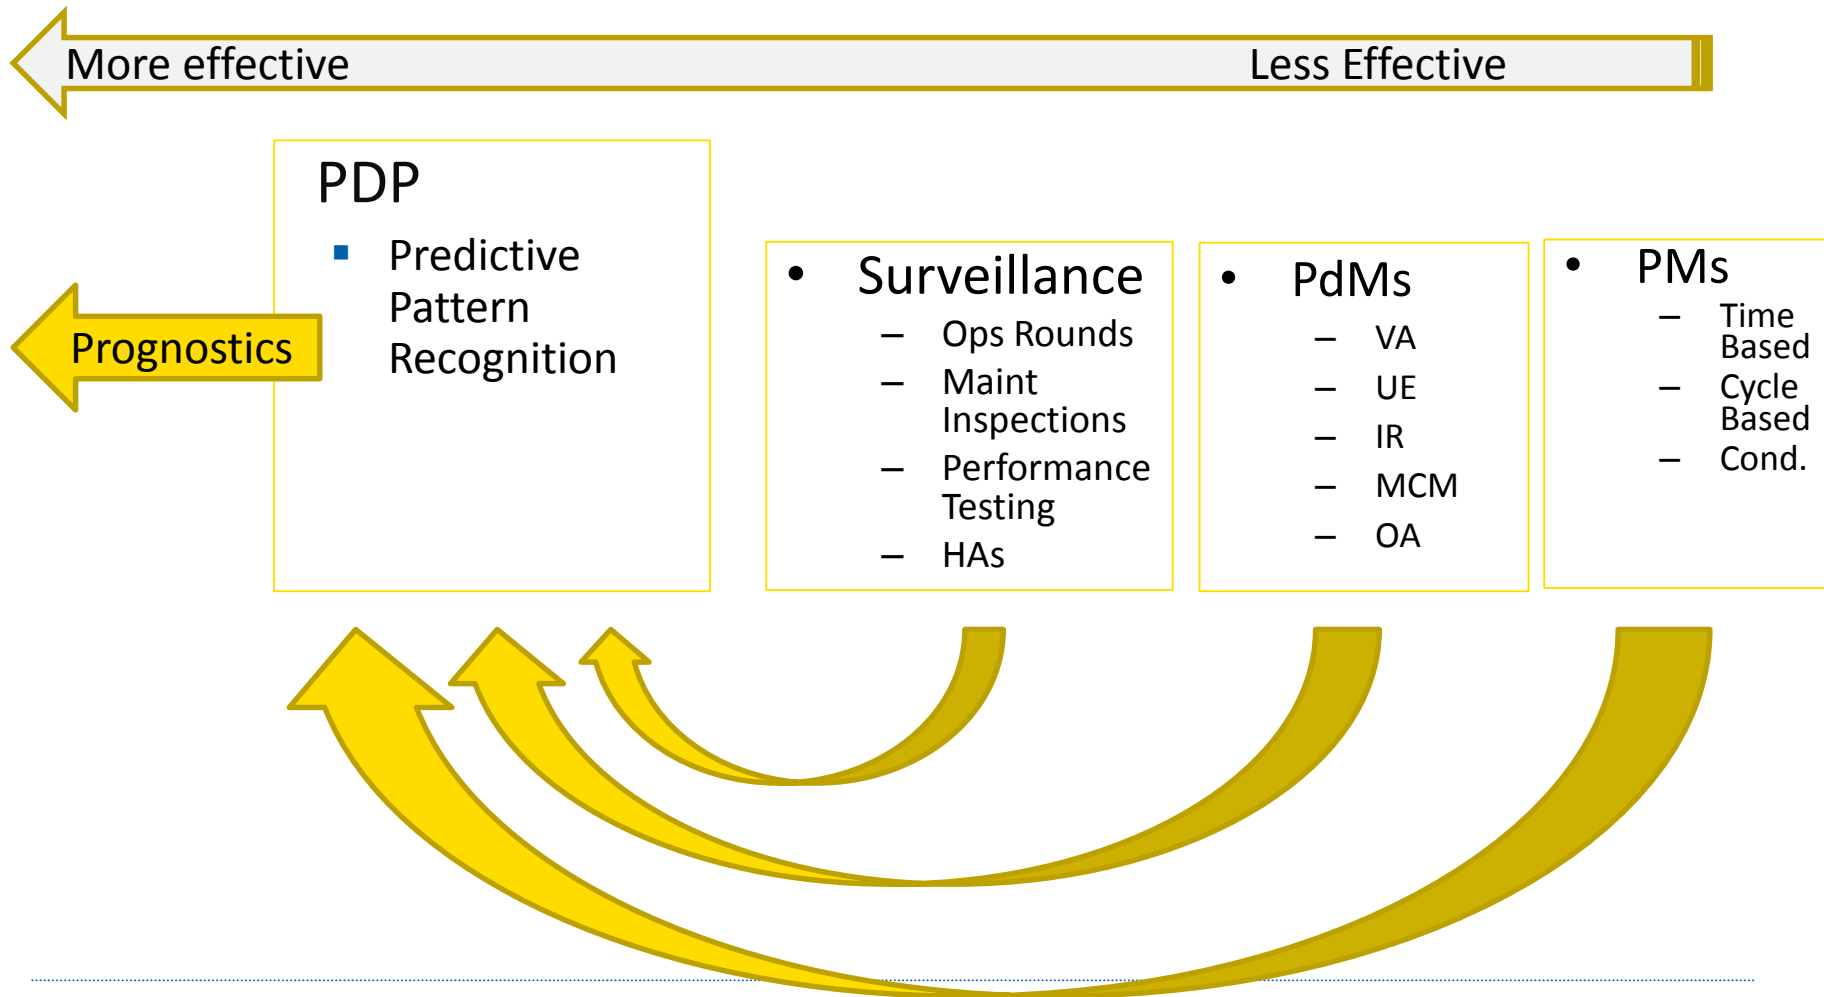 More effective
Less Effective
PDP
▪ Predictive
Pattern
Recognition
Prognostics
• Surveillance
– Ops Rounds
– Maint
Inspections
– Performance
Testing
– HAs
• PdMs
– VA
– UE
– IR
– MCM
– OA
• PMs
– Time
Based
– Cycle
Based
– Cond.